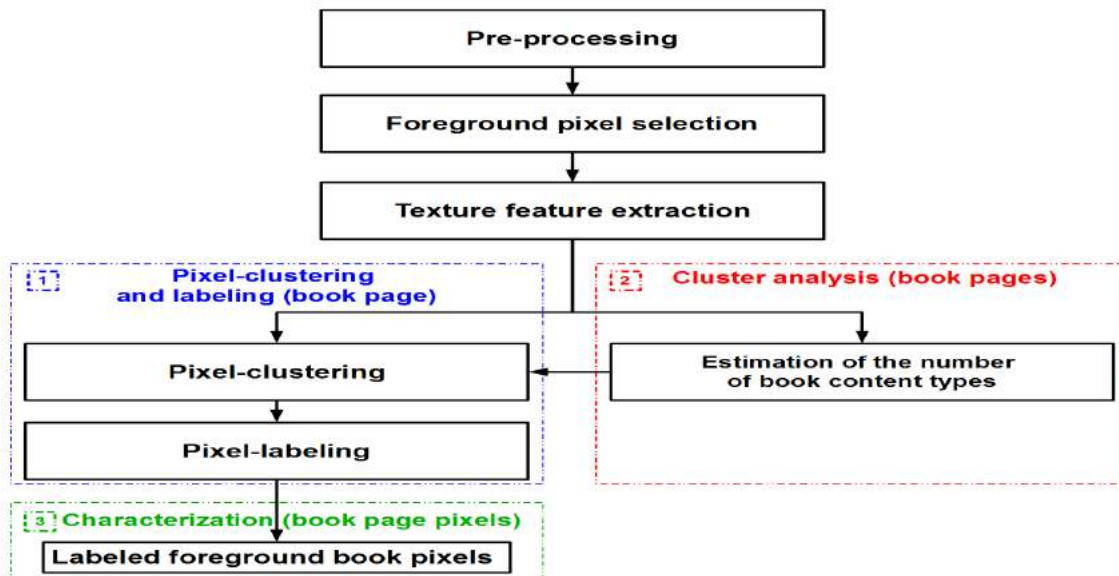 Pre-processing
Foreground pixel selection
Texture feature extraction
1 Pixel-clustering
and labeling (book page)
2 Cluster analysis (book pages)
Pixel-clustering
Estimation of the number
of book content types
Pixel-labeling
3 Characterization (book page pixels)
Labeled foreground book pixels